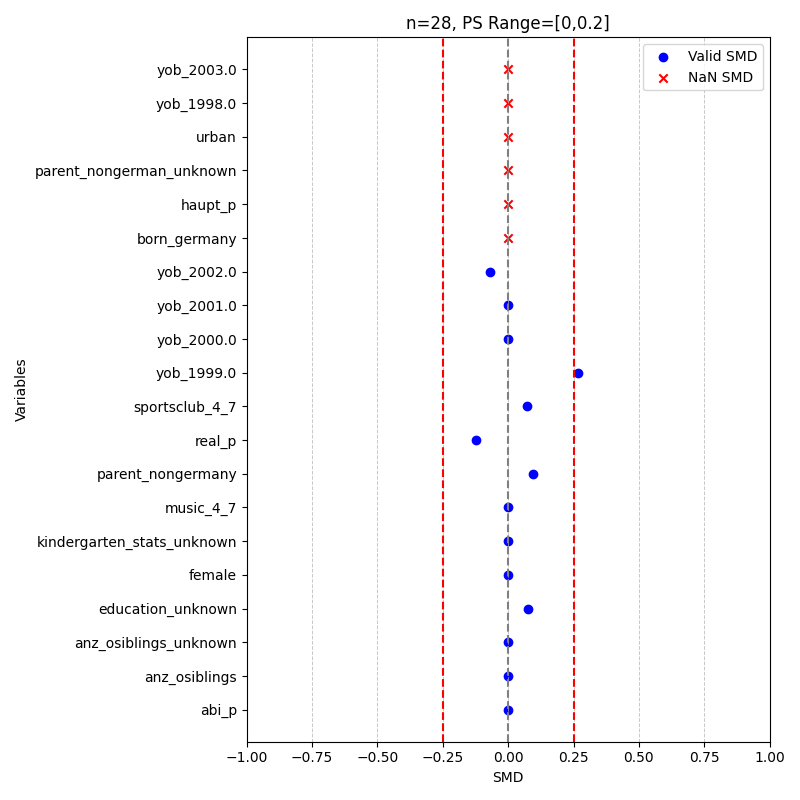 n=28, PS Range=[0,0.2]
Valid SMD
NaN SMD
Variables
yob_2003.0
yob_1998.0
urban
parent_nongerman_unknown
haupt_p
born_germany
yob_2002.0
yob_2001.0
yob_2000.0
yob_1999.0
sportsclub_4_7
real_p
parent_nongermany
music_4_7
kindergarten_stats_unknown
female
education_unknown
anz_osiblings_unknown
anz_osiblings
abi_p
−1.00 −0.75 −0.50 −0.25 0.00 0.25 0.50 0.75 1.00
SMD